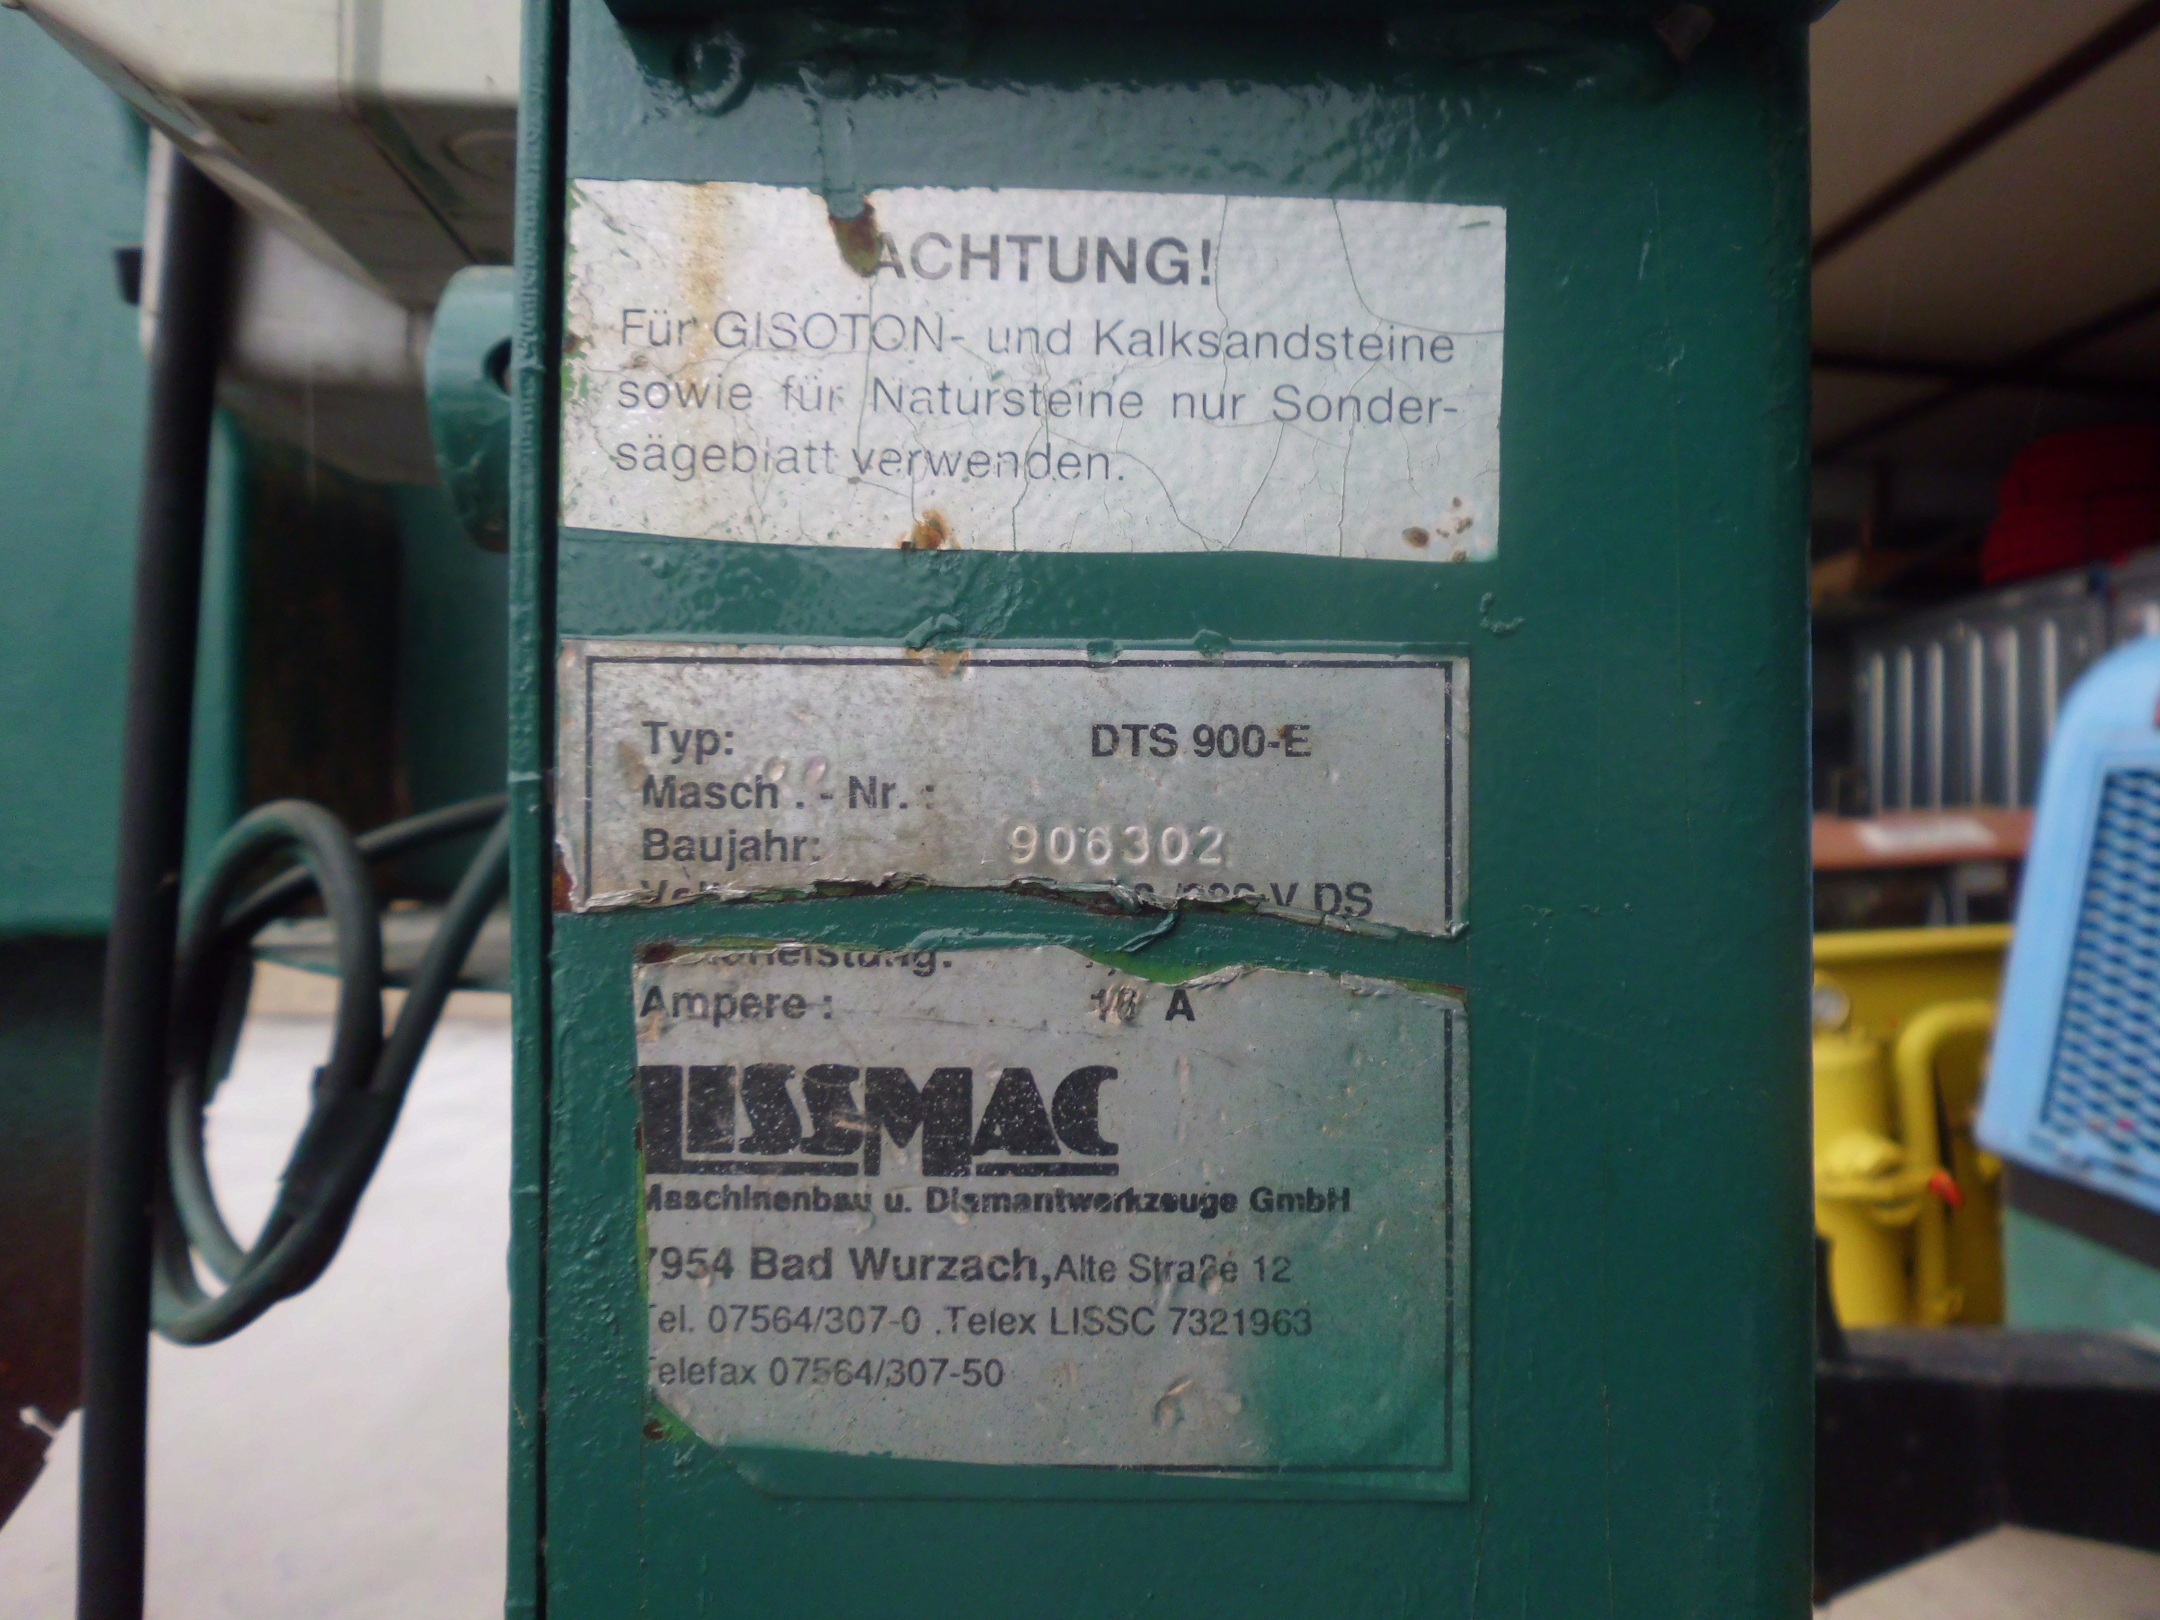 ACHTUNG!
Für GISOTON- und Kalksandsteine
sowie für Natursteine nur Sonder-
sägeblatt verwenden.
Typ: DTS 900-E
Masch . - Nr. :
Baujahr: 906302
V DS
Ampere : A
LISSMAC
Maschinenbau u. Diamantwerkzeuge GmbH
7954 Bad Wurzach, Alte Straße 12
Tel. 07564/307-0 .Telex LISSC 7321963
Telefax 07564/307-50